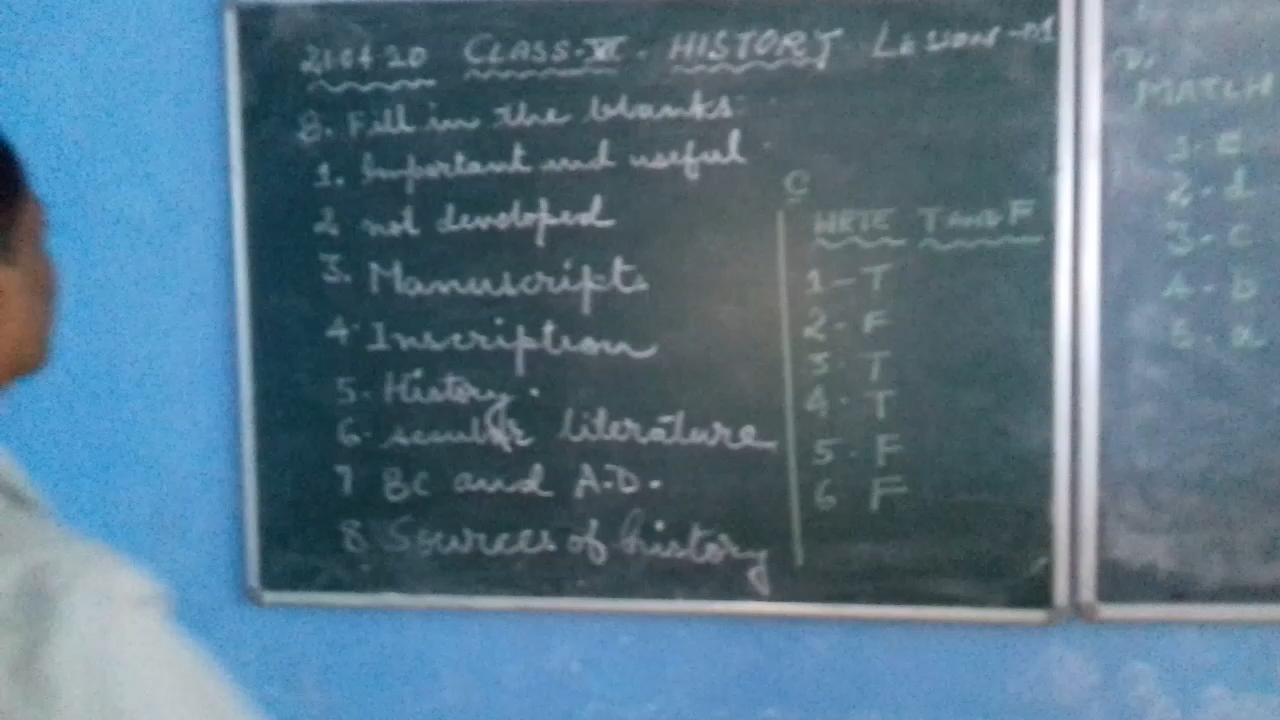 21.04.20 CLASS-VI. HISTORY Lesson-01
B. Fill in the blanks:
1. Important and useful
2 not developed
3. Manuscripts
4. Inscription
5. History.
6. secular literature
7 BC and A.D.
8 Sources of history
C
WRITE T and F
1-T
2-F
3-T
4-T
5-F
6 F
D.
MATCH
1-e
2-d
3-c
4-b
5-a